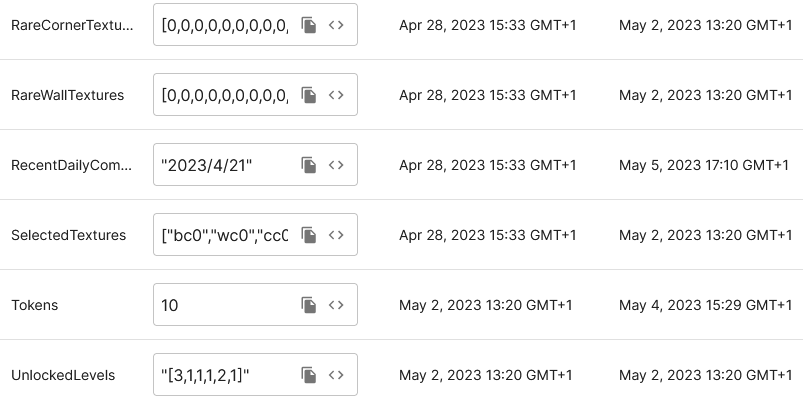 RareCornerTextu... [0,0,0,0,0,0,0,0,0, Apr 28, 2023 15:33 GMT+1 May 2, 2023 13:20 GMT+1
RareWallTextures [0,0,0,0,0,0,0,0,0, Apr 28, 2023 15:33 GMT+1 May 2, 2023 13:20 GMT+1
RecentDailyCom... "2023/4/21" Apr 28, 2023 15:33 GMT+1 May 5, 2023 17:10 GMT+1
SelectedTextures ["bc0","wc0","cc0 Apr 28, 2023 15:33 GMT+1 May 2, 2023 13:20 GMT+1
Tokens 10 May 2, 2023 13:20 GMT+1 May 4, 2023 15:29 GMT+1
UnlockedLevels "[3,1,1,1,2,1]" May 2, 2023 13:20 GMT+1 May 2, 2023 13:20 GMT+1